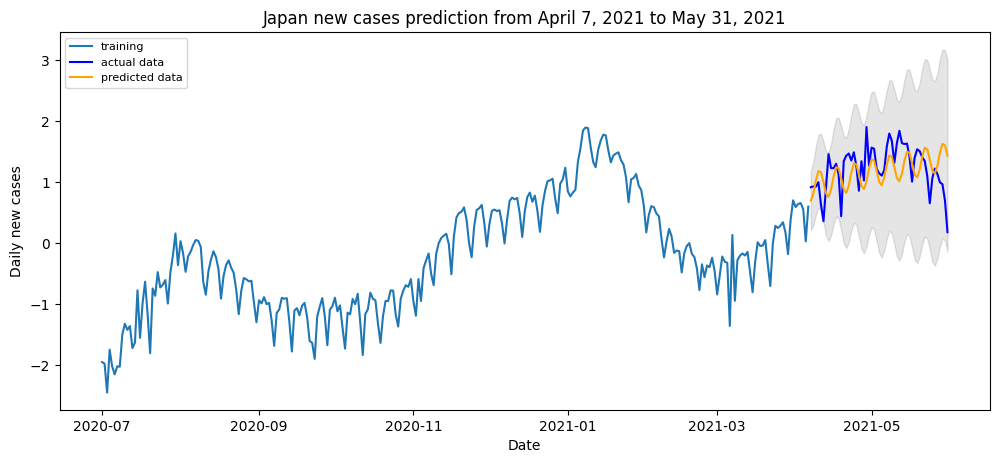 Japan new cases prediction from April 7, 2021 to May 31, 2021
training
actual data
predicted data
Daily new cases
3
2
1
0
−1
−2
2020-07
2020-09
2020-11
2021-01
2021-03
2021-05
Date